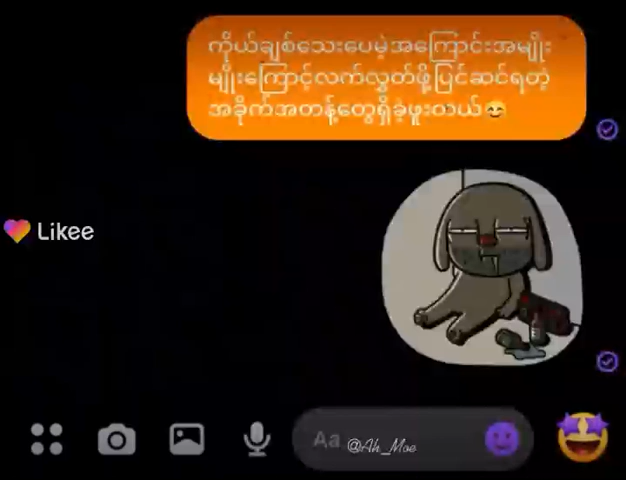 ကိုယ်ချစ်သေးပေမဲ့အကြောင်းအမျိုး
မျိုးကြောင့်လက်လွှတ်ဖို့ပြင်ဆင်ရတဲ့
အခိုက်အတန့်တွေရှိခဲ့ဖူးတယ်😊
Likee
Aa @Ah_Moe